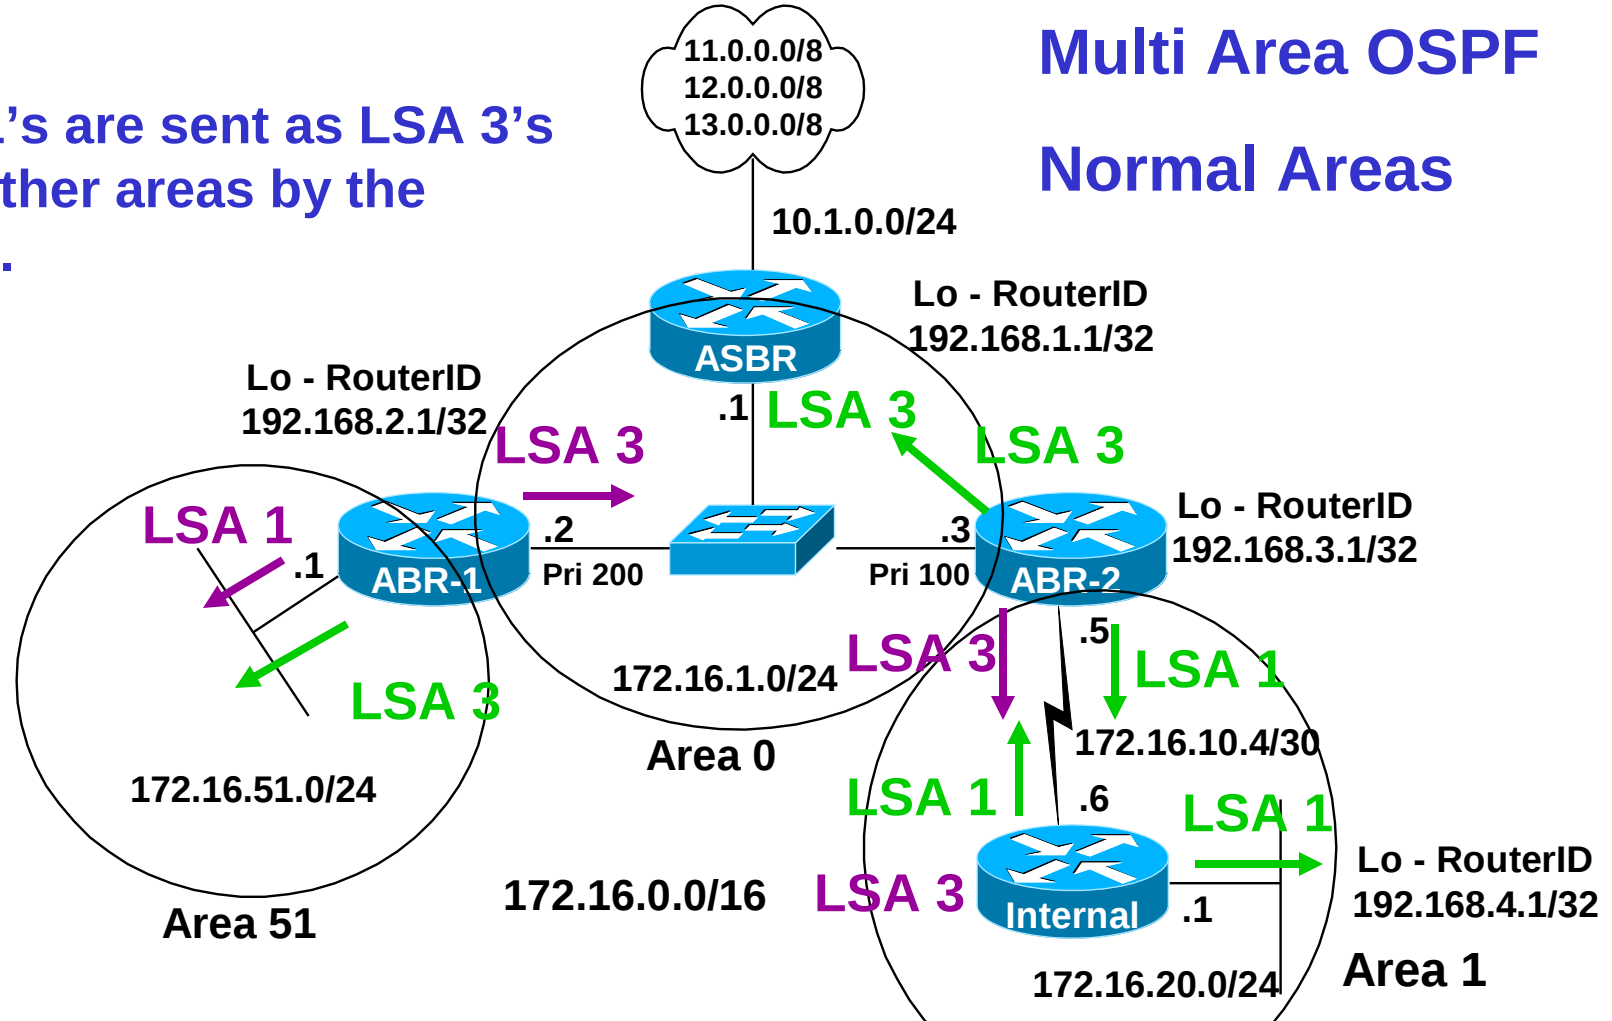 Multi Area OSPF
Normal Areas
's are sent as LSA 3's
ther areas by the
.
11.0.0.0/8
12.0.0.0/8
13.0.0.0/8
10.1.0.0/24
Lo - RouterID
192.168.1.1/32
ASBR
Lo - RouterID
192.168.2.1/32
.1
LSA 3
LSA 3
LSA 3
LSA 1
.1
ABR-1
.2
Pri 200
.3
Pri 100
ABR-2
Lo - RouterID
192.168.3.1/32
LSA 3
172.16.1.0/24
LSA 3
.5
LSA 1
172.16.10.4/30
Area 0
172.16.51.0/24
LSA 1
.6
LSA 1
Area 51
172.16.0.0/16
LSA 3
Internal
.1
Lo - RouterID
192.168.4.1/32
172.16.20.0/24
Area 1